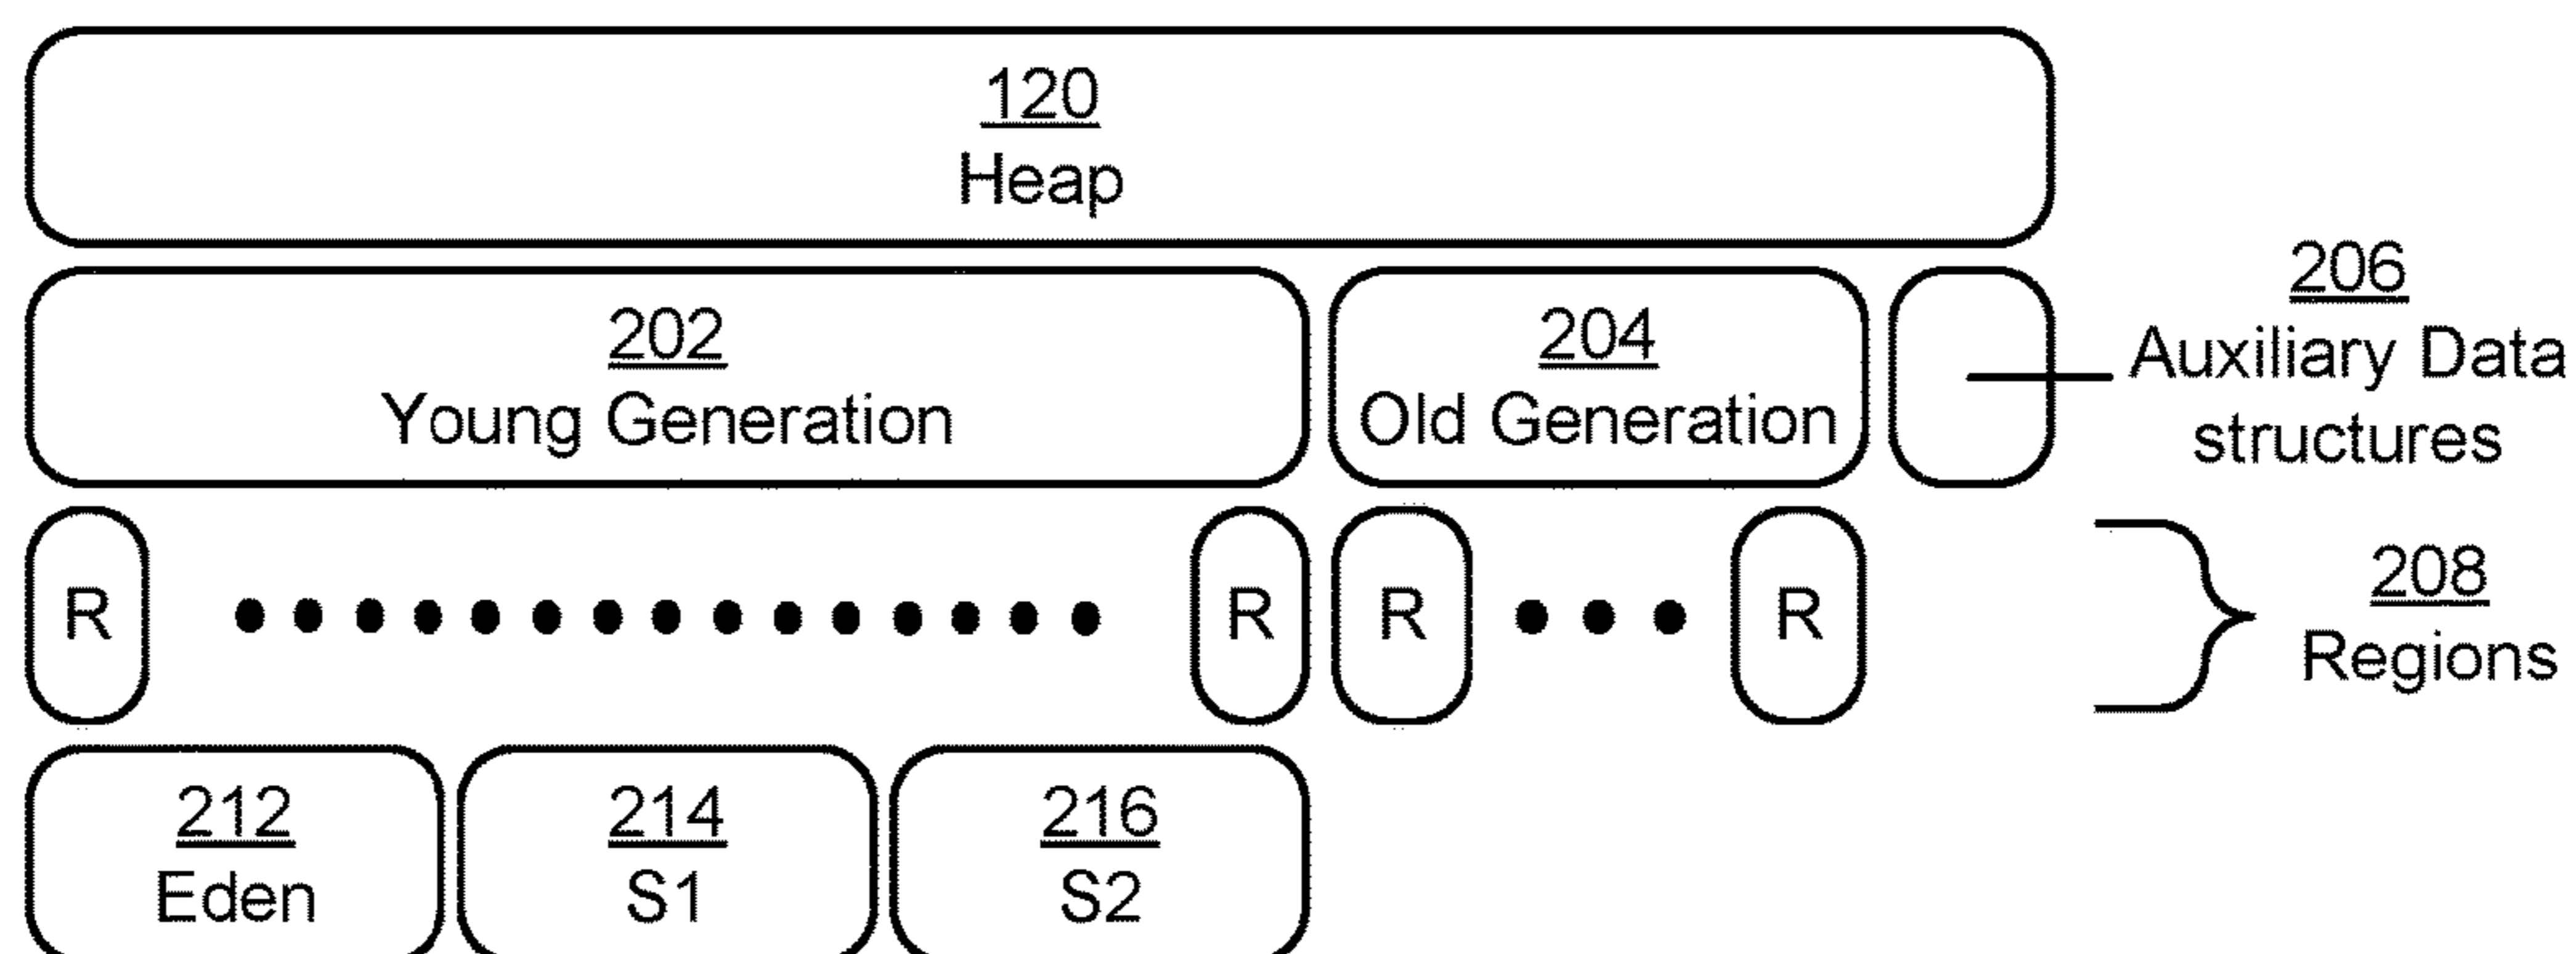 120
Heap
202
Young Generation
204
Old Generation
206
Auxiliary Data
structures
R
R
R
R
208
Regions
212
Eden
214
S1
216
S2